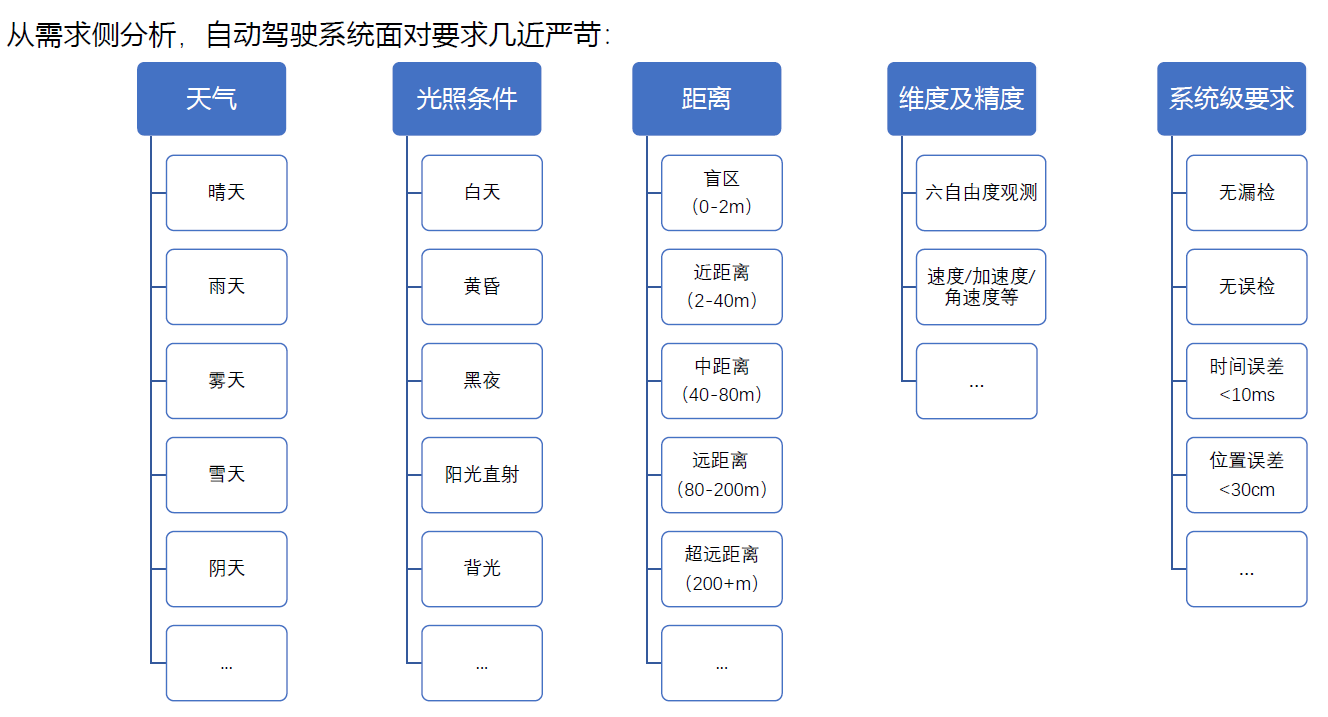 从需求侧分析，自动驾驶系统面对要求几近严苛：
天气
晴天
雨天
雾天
雪天
阴天
...
光照条件
白天
黄昏
黑夜
阳光直射
背光
...
距离
盲区
（0-2m）
近距离
（2-40m）
中距离
（40-80m）
远距离
（80-200m）
超远距离
（200+m）
...
维度及精度
六自由度观测
速度/加速度/
角速度等
...
系统级要求
无漏检
无误检
时间误差
<10ms
位置误差
<30cm
...